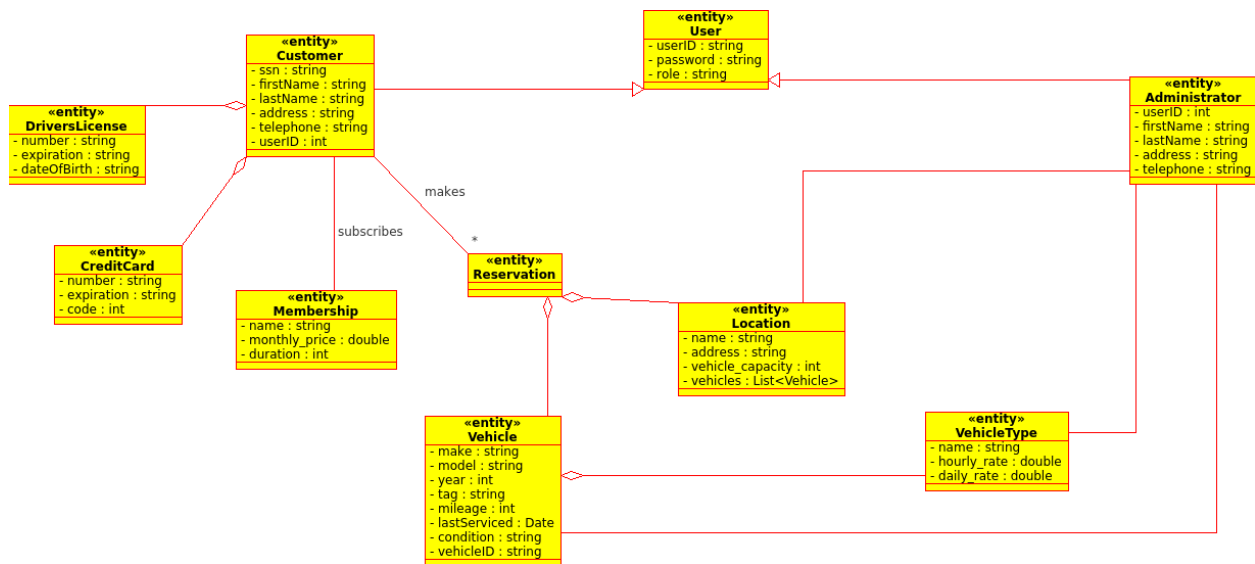 «entity»
User
- userID : string
- password : string
- role : string
«entity»
Customer
- ssn : string
- firstName : string
- lastName : string
- address : string
- telephone : string
- userID : int
«entity»
Administrator
- userID : int
- firstName : string
- lastName : string
- address : string
- telephone : string
«entity»
DriversLicense
- number : string
- expiration : string
- dateOfBirth : string
makes
subscribes
*
«entity»
CreditCard
- number : string
- expiration : string
- code : int
«entity»
Reservation
«entity»
Membership
- name : string
- monthly_price : double
- duration : int
«entity»
Location
- name : string
- address : string
- vehicle_capacity : int
- vehicles : List<Vehicle>
«entity»
Vehicle
- make : string
- model : string
- year : int
- tag : string
- mileage : int
- lastServiced : Date
- condition : string
- vehicleID : string
«entity»
VehicleType
- name : string
- hourly_rate : double
- daily_rate : double